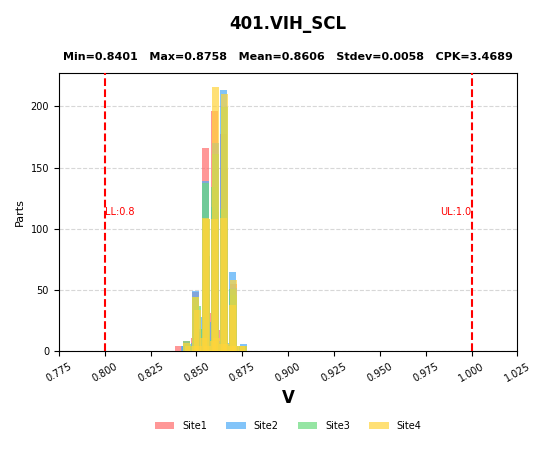 401.VIH_SCL
Min=0.8401 Max=0.8758 Mean=0.8606 Stdev=0.0058 CPK=3.4689
200
150
100
50
0
Parts
LL:0.8
UL:1.0
0.775 0.800 0.825 0.850 0.875 0.900 0.925 0.950 0.975 1.000 1.025
V
Site1 Site2 Site3 Site4